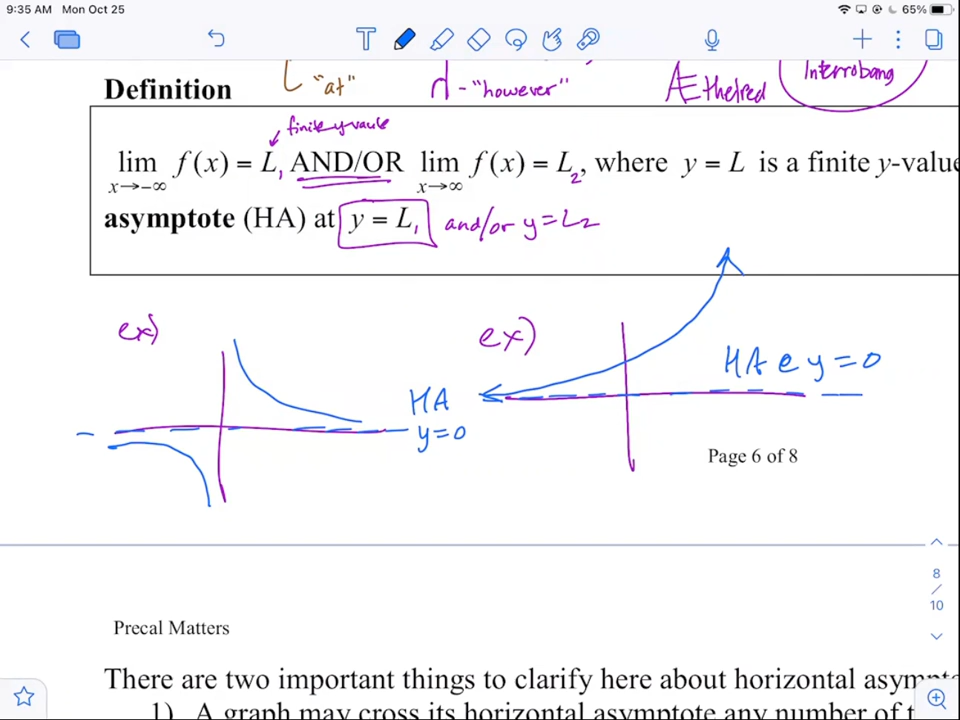 9:35 AM Mon Oct 25 65%
T
"at" - "however" Æthelred Interrobang
Definition
finite y-vaule
lim f(x) = L₁ AND/OR lim f(x) = L₂, where y = L is a finite y-value
x→-∞ x→∞
asymptote (HA) at y = L₁ and/or y=L₂
ex) ex)
HA @ y=0
HA
y=0
Page 6 of 8
8
/
10
Precal Matters
There are two important things to clarify here about horizontal
1) A graph may cross its horizontal asymptote any number of